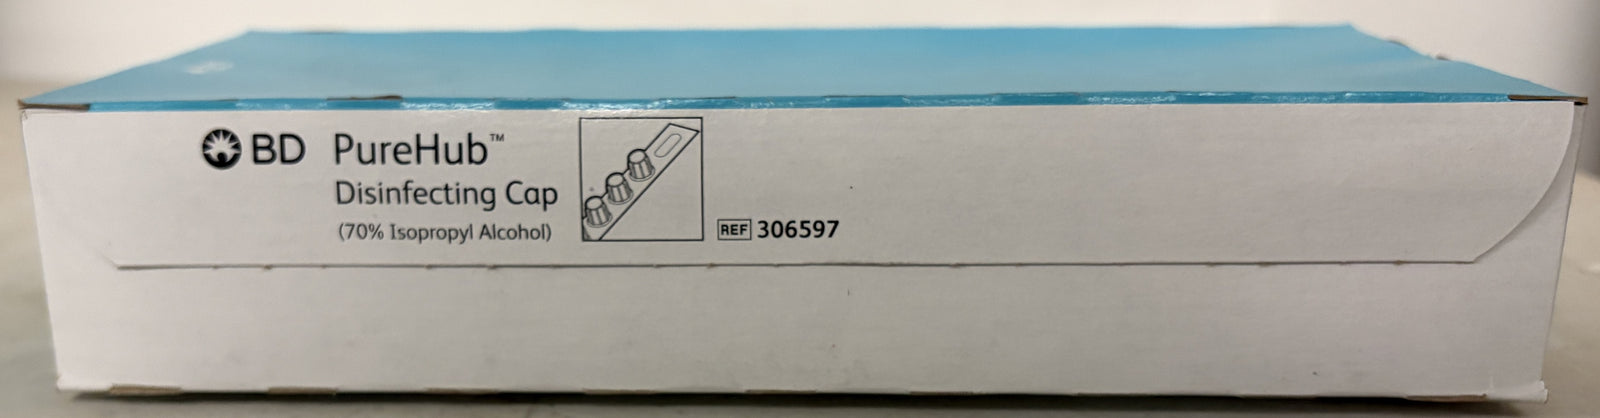 BD PureHub™
Disinfecting Cap
(70% Isopropyl Alcohol)
REF 306597